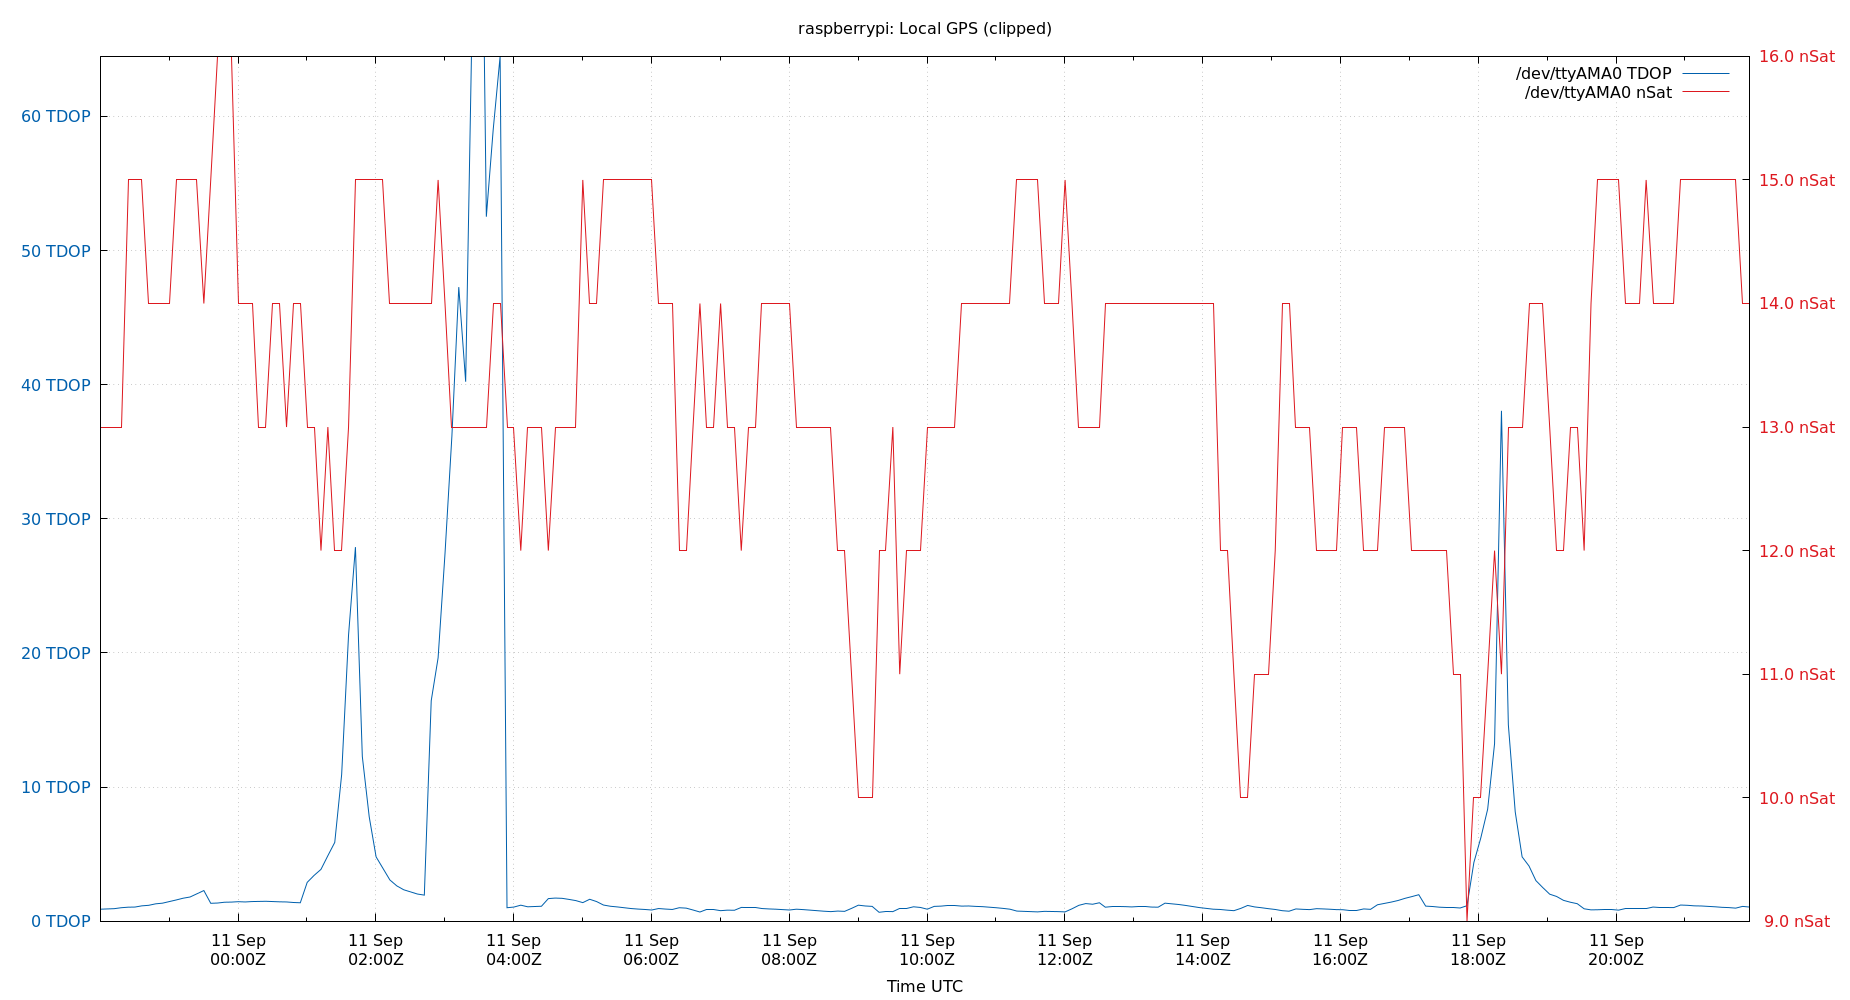 raspberrypi: Local GPS (clipped)
16.0 nSat
/dev/ttyAMA0 TDOP
/dev/ttyAMA0 nSat
60 TDOP
15.0 nSat
50 TDOP
14.0 nSat
40 TDOP
13.0 nSat
30 TDOP
12.0 nSat
20 TDOP
11.0 nSat
10 TDOP
10.0 nSat
0 TDOP
9.0 nSat
11 Sep 11 Sep 11 Sep 11 Sep 11 Sep 11 Sep 11 Sep 11 Sep 11 Sep 11 Sep 11 Sep
00:00Z 02:00Z 04:00Z 06:00Z 08:00Z 10:00Z 12:00Z 14:00Z 16:00Z 18:00Z 20:00Z
Time UTC